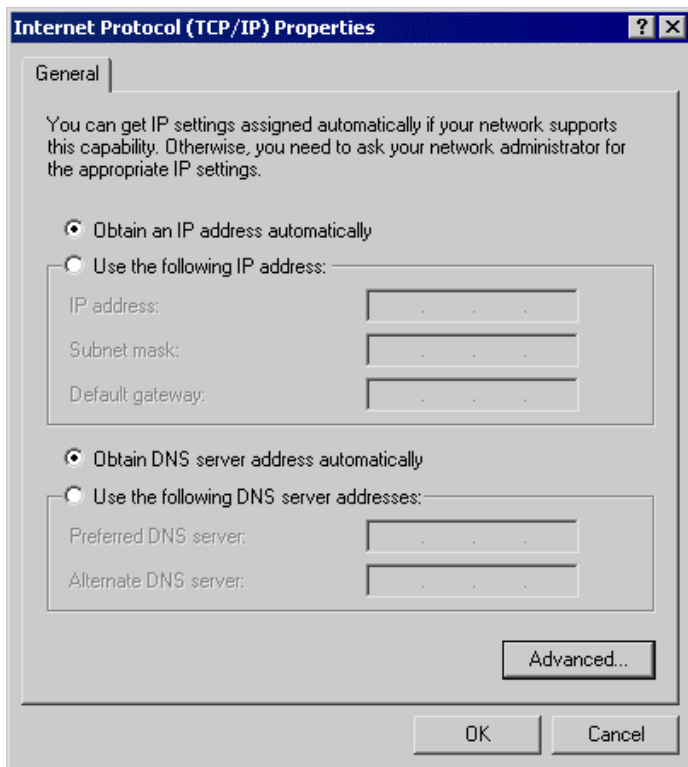 Internet Protocol (TCP/IP) Properties
General
You can get IP settings assigned automatically if your network supports
this capability. Otherwise, you need to ask your network administrator for
the appropriate IP settings.
Obtain an IP address automatically
Use the following IP address:
IP address:
Subnet mask:
Default gateway:
Obtain DNS server address automatically
Use the following DNS server addresses:
Preferred DNS server:
Alternate DNS server:
Advanced...
OK Cancel